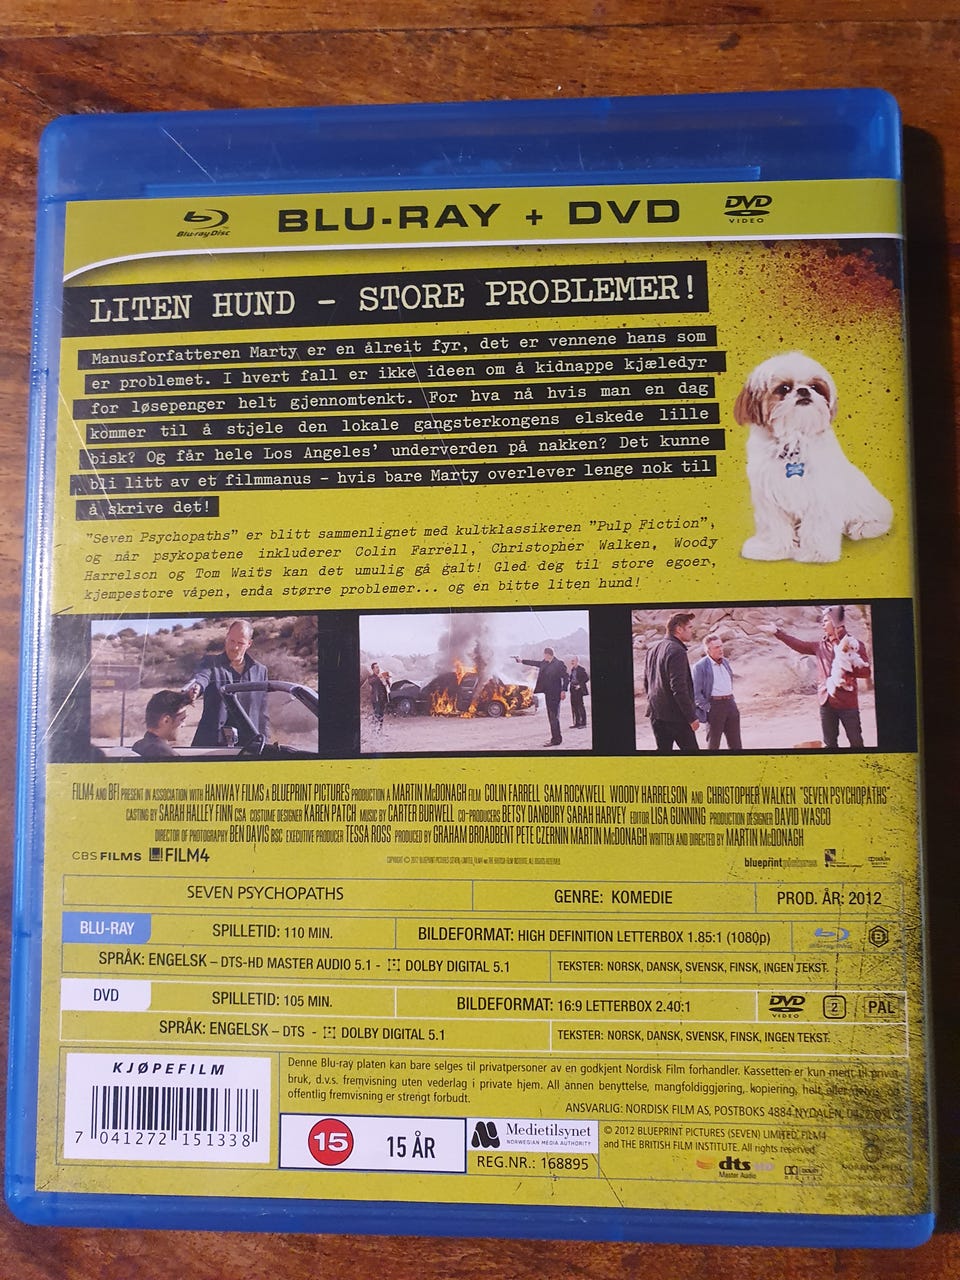 Blu-ray Disc BLU-RAY + DVD DVD VIDEO
LITEN HUND – STORE PROBLEMER!
Manusforfatteren Marty er en ålreit fyr, det er vennene hans som
er problemet. I hvert fall er ikke ideen om å kidnappe kjæledyr
for løsepenger helt gjennomtenkt. For hva nå hvis man en dag
kommer til å stjele den lokale gangsterkongens elskede lille
bisk? Og får hele Los Angeles' underverden på nakken? Det kunne
bli litt av et filmmanus – hvis bare Marty overlever lenge nok til
å skrive det!
"Seven Psychopaths" er blitt sammenlignet med kultklassikeren "Pulp Fiction",
og når psykopatene inkluderer Colin Farrell, Christopher Walken, Woody
Harrelson og Tom Waits kan det umulig gå galt! Gled deg til store egoer,
kjempestore våpen, enda større problemer... og en bitte liten hund!
FILM4 AND BFI PRESENT IN ASSOCIATION WITH HANWAY FILMS A BLUEPRINT PICTURES PRODUCTION A MARTIN McDONAGH FILM COLIN FARRELL SAM ROCKWELL WOODY HARRELSON AND CHRISTOPHER WALKEN "SEVEN PSYCHOPATHS"
CASTING BY SARAH HALLEY FINN CSA COSTUME DESIGNER KAREN PATCH MUSIC BY CARTER BURWELL CO-PRODUCERS BETSY DANBURY SARAH HARVEY EDITOR LISA GUNNING PRODUCTION DESIGNER DAVID WASCO
DIRECTOR OF PHOTOGRAPHY BEN DAVIS BSC EXECUTIVE PRODUCER TESSA ROSS PRODUCED BY GRAHAM BROADBENT PETE CZERNIN MARTIN McDONAGH WRITTEN AND DIRECTED BY MARTIN McDONAGH
CBS FILMS FILM4 blueprint pictures
SEVEN PSYCHOPATHS GENRE: KOMEDIE PROD. ÅR: 2012
BLU-RAY SPILLETID: 110 MIN. BILDEFORMAT: HIGH DEFINITION LETTERBOX 1.85:1 (1080p) B
SPRÅK: ENGELSK – DTS-HD MASTER AUDIO 5.1 - DOLBY DIGITAL 5.1 TEKSTER: NORSK, DANSK, SVENSK, FINSK, INGEN TEKST.
DVD SPILLETID: 105 MIN. BILDEFORMAT: 16:9 LETTERBOX 2.40:1 DVD VIDEO 2 PAL
SPRÅK: ENGELSK – DTS - DOLBY DIGITAL 5.1 TEKSTER: NORSK, DANSK, SVENSK, FINSK, INGEN TEKST.
KJØPEFILM
7 041272 151338
Denne Blu-ray platen kan bare selges til privatpersoner av en godkjent Nordisk Film forhandler. Kassetten er kun ment til privat-
bruk, d.v.s. fremvisning uten vederlag i private hjem. All annen benyttelse, mangfoldiggjøring, kopiering, helt eller delvis og
offentlig fremvisning er strengt forbudt.
ANSVARLIG: NORDISK FILM AS, POSTBOKS 4884 NYDALEN, 0422 OSLO
15 15 ÅR
Medietilsynet
NORWEGIAN MEDIA AUTHORITY
REG.NR.: 168895
© 2012 BLUEPRINT PICTURES (SEVEN) LIMITED, FILM4
and THE BRITISH FILM INSTITUTE. All rights reserved
dts HD
Master Audio
DOLBY
DIGITAL
NORDISK FILM